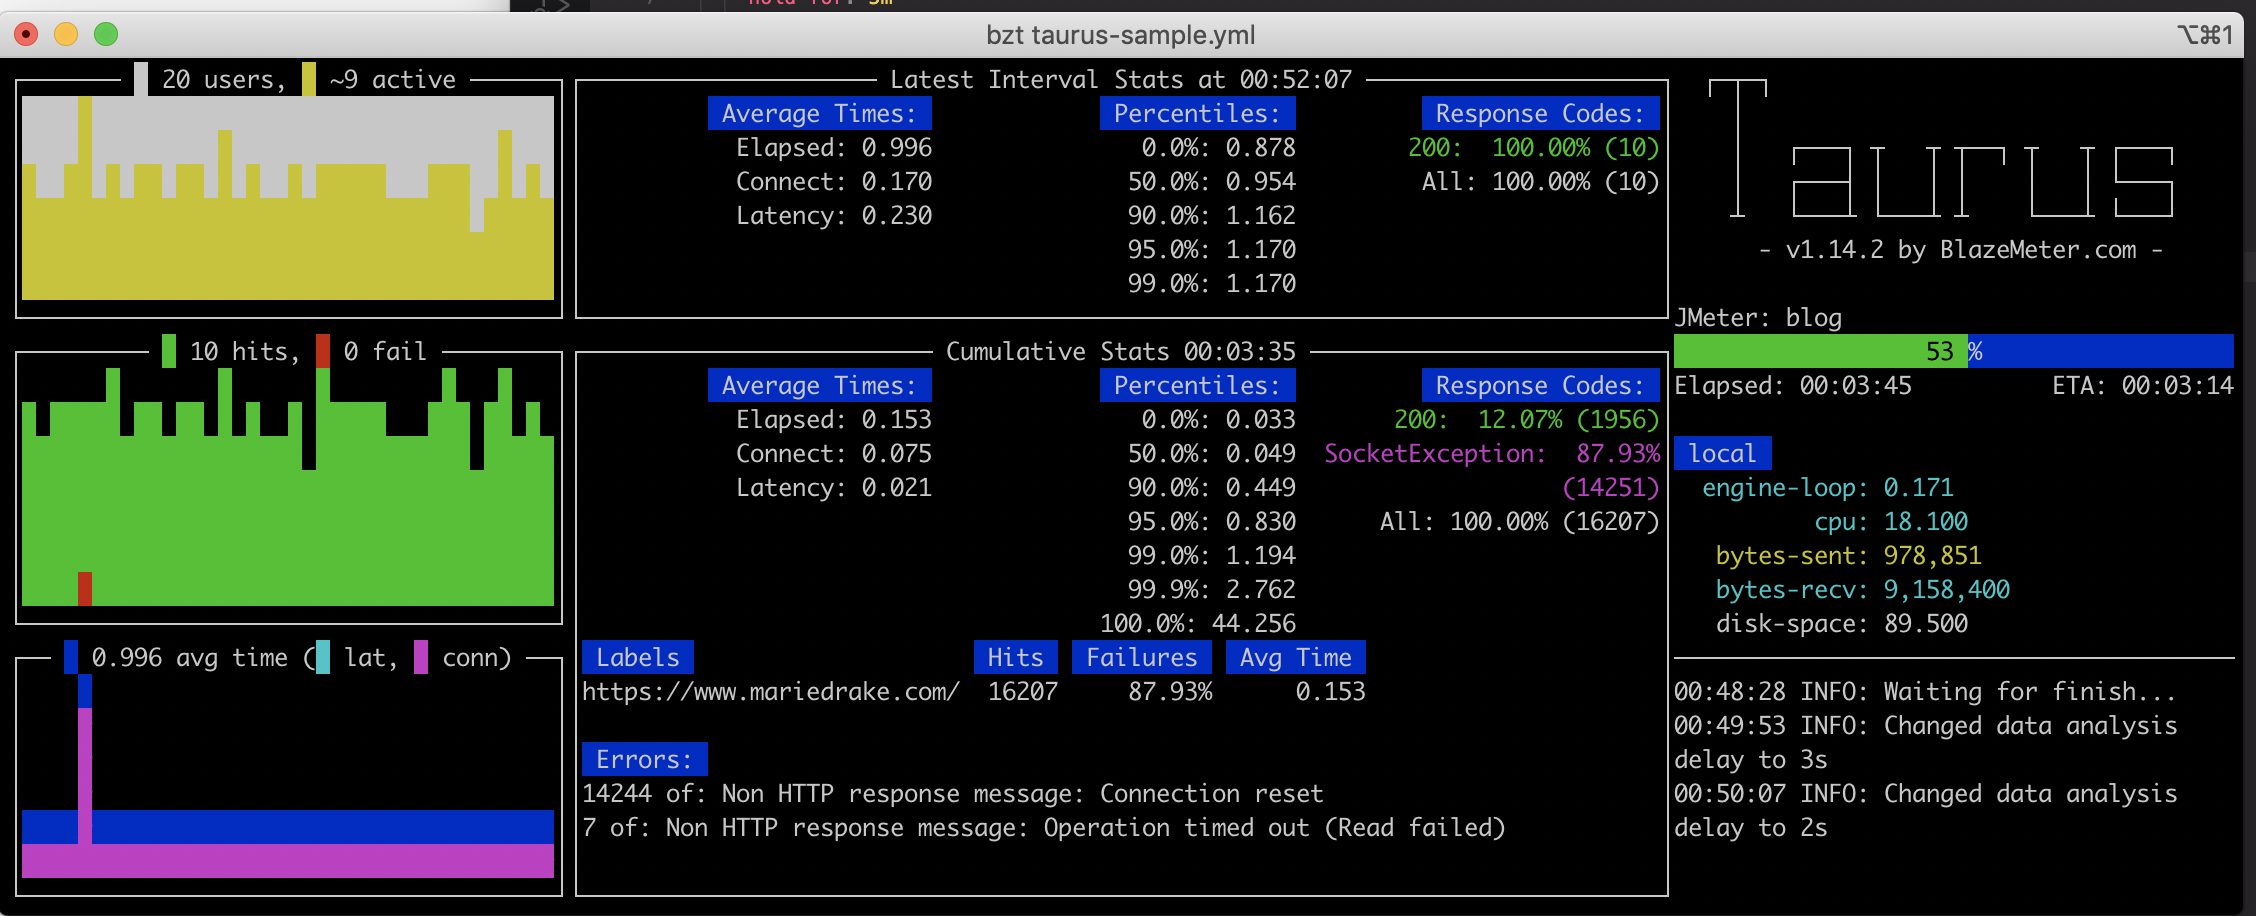 bzt taurus-sample.yml
⌥⌘1
20 users, ~9 active
Latest Interval Stats at 00:52:07
Average Times: Percentiles: Response Codes:
Elapsed: 0.996 0.0%: 0.878 200: 100.00% (10)
Connect: 0.170 50.0%: 0.954 All: 100.00% (10)
Latency: 0.230 90.0%: 1.162
95.0%: 1.170
99.0%: 1.170
Taurus
- v1.14.2 by BlazeMeter.com -
10 hits, 0 fail
Cumulative Stats 00:03:35
Average Times: Percentiles: Response Codes:
Elapsed: 0.153 0.0%: 0.033 200: 12.07% (1956)
Connect: 0.075 50.0%: 0.049 SocketException: 87.93%
Latency: 0.021 90.0%: 0.449 (14251)
95.0%: 0.830 All: 100.00% (16207)
99.0%: 1.194
99.9%: 2.762
100.0%: 44.256
Labels Hits Failures Avg Time
https://www.mariedrake.com/ 16207 87.93% 0.153
Errors:
14244 of: Non HTTP response message: Connection reset
7 of: Non HTTP response message: Operation timed out (Read failed)
0.996 avg time ( lat, conn)
JMeter: blog
53 %
Elapsed: 00:03:45 ETA: 00:03:14
local
engine-loop: 0.171
cpu: 18.100
bytes-sent: 978,851
bytes-recv: 9,158,400
disk-space: 89.500
00:48:28 INFO: Waiting for finish...
00:49:53 INFO: Changed data analysis
delay to 3s
00:50:07 INFO: Changed data analysis
delay to 2s